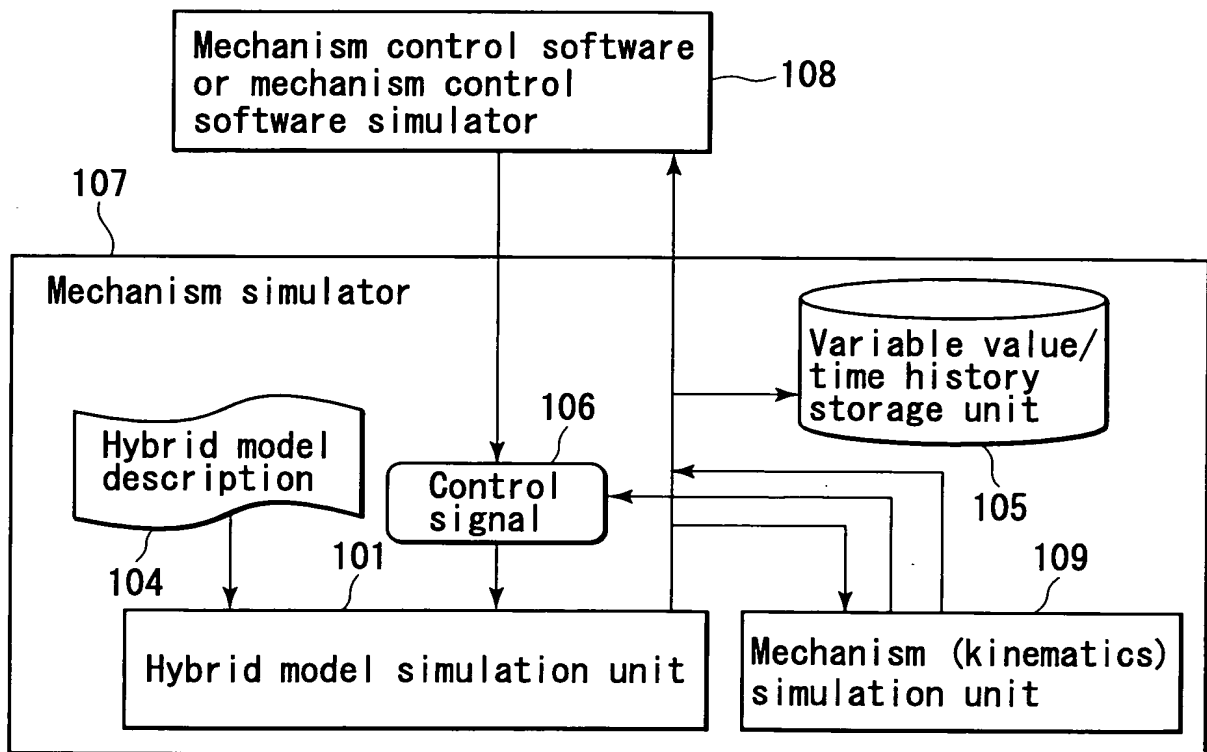 Mechanism control software
or mechanism control
software simulator
108
107
Mechanism simulator
Variable value/
time history
storage unit
105
106
Hybrid model
description
104
Control
signal
101
109
Hybrid model simulation unit
Mechanism (kinematics)
simulation unit